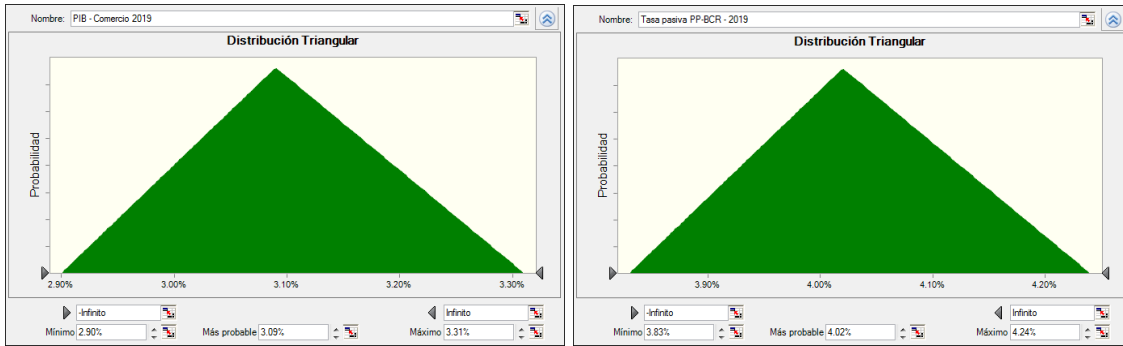 Nombre: PIB - Comercio 2019
Distribución Triangular
Probabilidad
2.90% 3.00% 3.10% 3.20% 3.30%
-Infinito Infinito
Mínimo 2.90% Más probable 3.09% Máximo 3.31%
Nombre: Tasa pasiva PP-BCR - 2019
Distribución Triangular
Probabilidad
3.90% 4.00% 4.10% 4.20%
-Infinito Infinito
Mínimo 3.83% Más probable 4.02% Máximo 4.24%